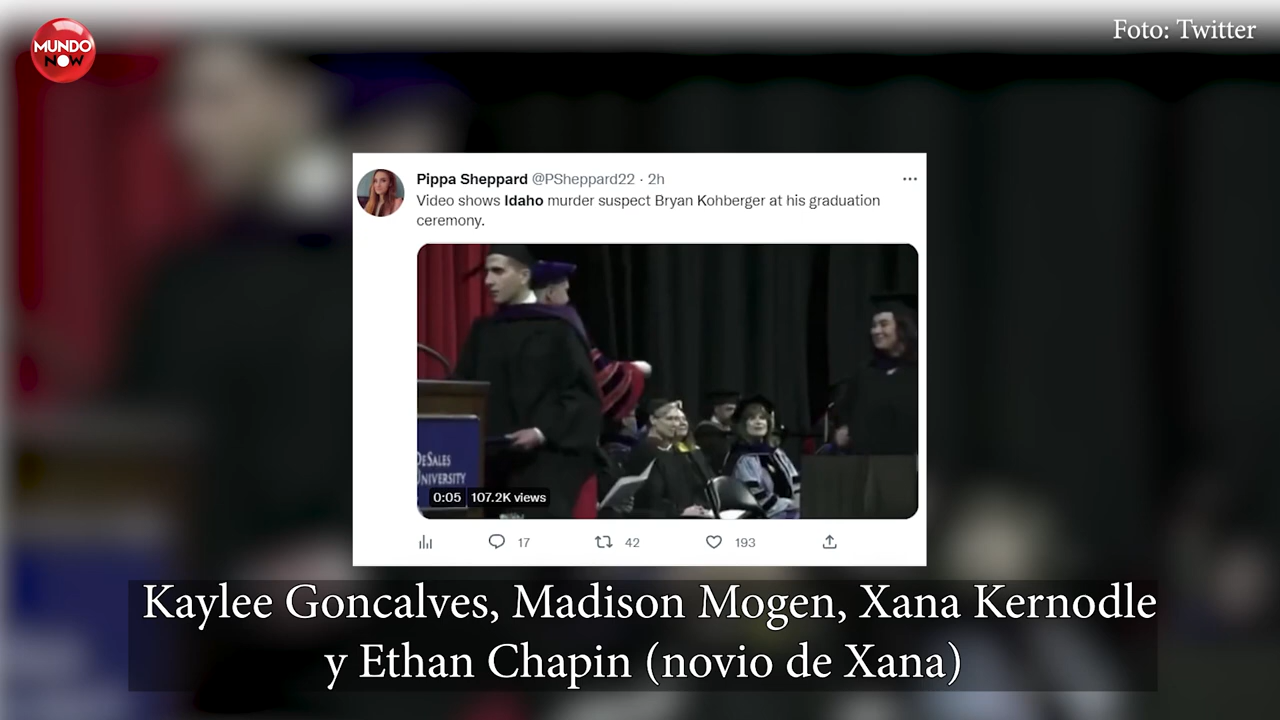 MUNDO
NOW
Foto: Twitter
Pippa Sheppard @PSheppard22 · 2h
Video shows Idaho murder suspect Bryan Kohberger at his graduation
ceremony.
DESALES
UNIVERSITY
0:05 107.2K views
17 42 193
Kaylee Goncalves, Madison Mogen, Xana Kernodle
y Ethan Chapin (novio de Xana)